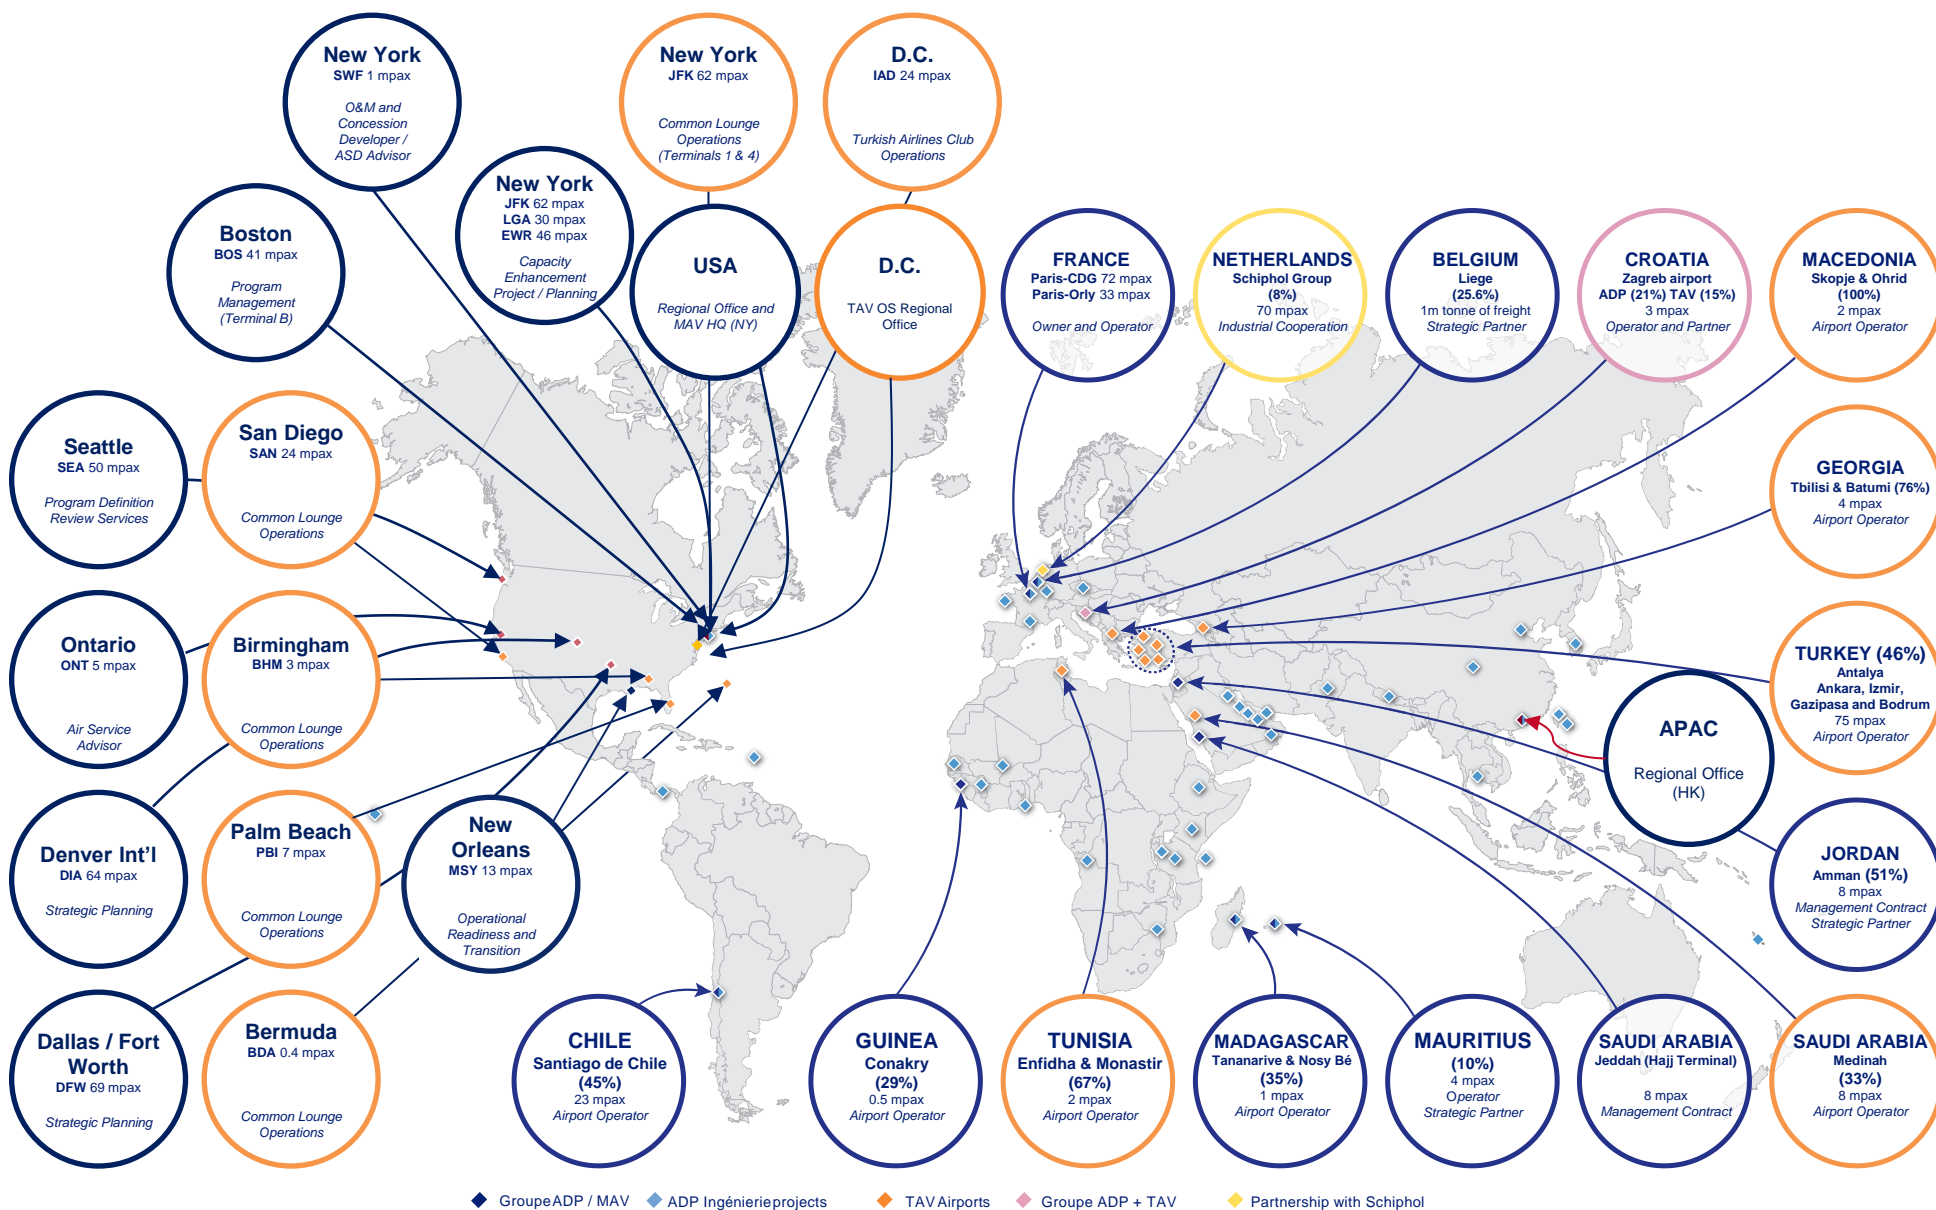 New York
SWF 1 mpax
O&M and
Concession
Developer /
ASD Advisor
New York
JFK 62 mpax
Common Lounge
Operations
(Terminals 1 & 4)
D.C.
IAD 24 mpax
Turkish Airlines Club
Operations
Boston
BOS 41 mpax
Program
Management
(Terminal B)
New York
JFK 62 mpax
LGA 30 mpax
EWR 46 mpax
Capacity
Enhancement
Project / Planning
USA
Regional Office and
MAV HQ (NY)
D.C.
TAV OS Regional
Office
FRANCE
Paris-CDG 72 mpax
Paris-Orly 33 mpax
Owner and Operator
NETHERLANDS
Schiphol Group
(8%)
70 mpax
Industrial Cooperation
BELGIUM
Liege
(25.6%)
1m tonne of freight
Strategic Partner
CROATIA
Zagreb airport
ADP (21%) TAV (15%)
3 mpax
Operator and Partner
MACEDONIA
Skopje & Ohrid
(100%)
2 mpax
Airport Operator
Seattle
SEA 50 mpax
Program Definition
Review Services
San Diego
SAN 24 mpax
Common Lounge
Operations
GEORGIA
Tbilisi & Batumi (76%)
4 mpax
Airport Operator
Ontario
ONT 5 mpax
Air Service
Advisor
Birmingham
BHM 3 mpax
Common Lounge
Operations
TURKEY (46%)
Antalya
Ankara, Izmir,
Gazipasa and Bodrum
75 mpax
Airport Operator
APAC
Regional Office
(HK)
Denver Int'l
DIA 64 mpax
Strategic Planning
Palm Beach
PBI 7 mpax
Common Lounge
Operations
New
Orleans
MSY 13 mpax
Operational
Readiness and
Transition
JORDAN
Amman (51%)
8 mpax
Management Contract
Strategic Partner
Dallas / Fort
Worth
DFW 69 mpax
Strategic Planning
Bermuda
BDA 0.4 mpax
Common Lounge
Operations
CHILE
Santiago de Chile
(45%)
23 mpax
Airport Operator
GUINEA
Conakry
(29%)
0.5 mpax
Airport Operator
TUNISIA
Enfidha & Monastir
(67%)
2 mpax
Airport Operator
MADAGASCAR
Tananarive & Nosy Bé
(35%)
1 mpax
Airport Operator
MAURITIUS
(10%)
4 mpax
Operator
Strategic Partner
SAUDI ARABIA
Jeddah (Hajj Terminal)
8 mpax
Management Contract
SAUDI ARABIA
Medinah
(33%)
8 mpax
Airport Operator
Groupe ADP / MAV
ADP Ingénierie projects
TAV Airports
Groupe ADP + TAV
Partnership with Schiphol